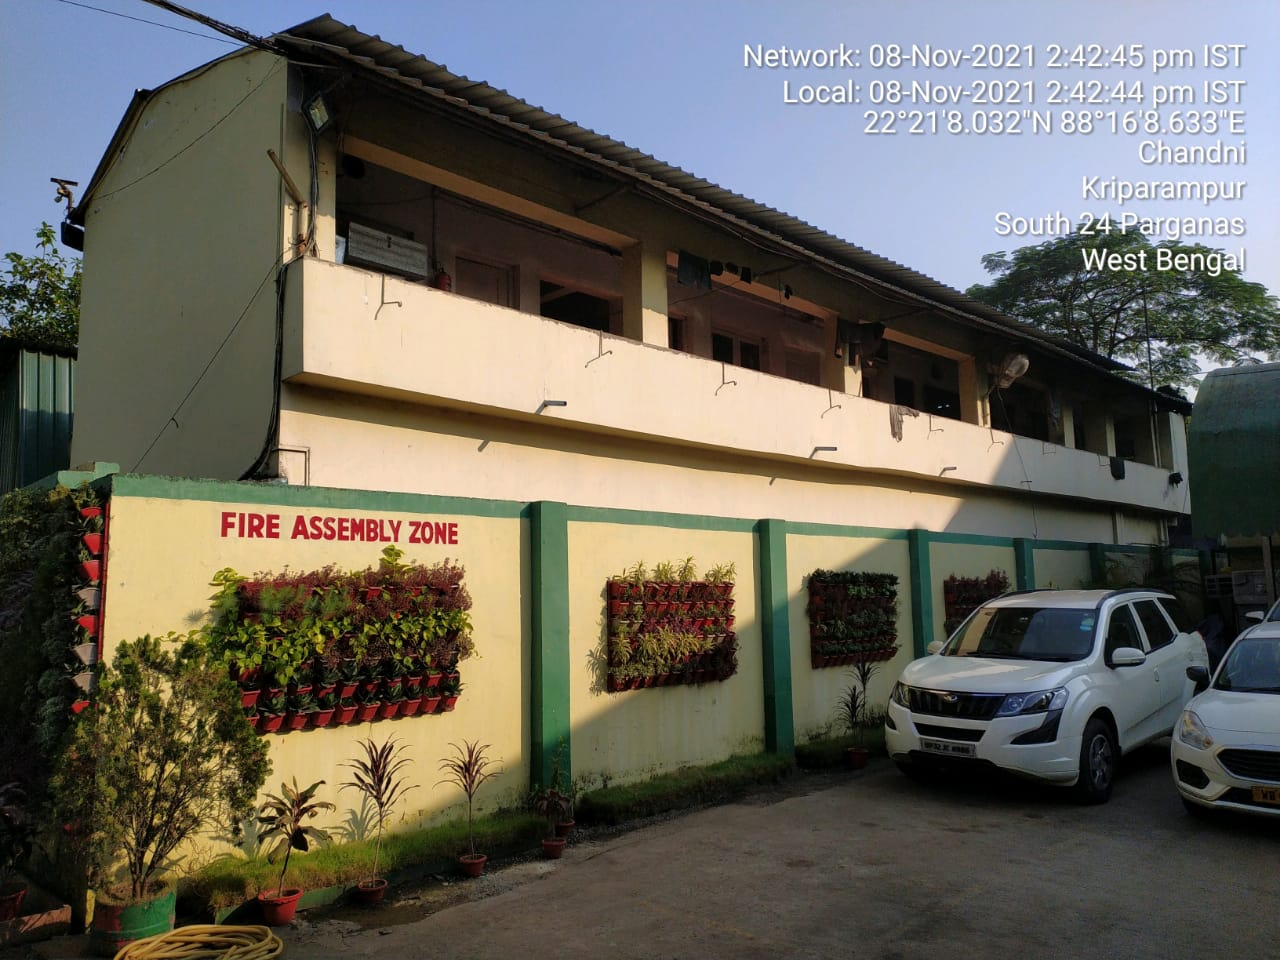 Network: 08-Nov-2021 2:42:45 pm IST
Local: 08-Nov-2021 2:42:44 pm IST
22°21'8.032"N 88°16'8.633"E
Chandni
Kriparampur
South 24 Parganas
West Bengal
FIRE ASSEMBLY ZONE